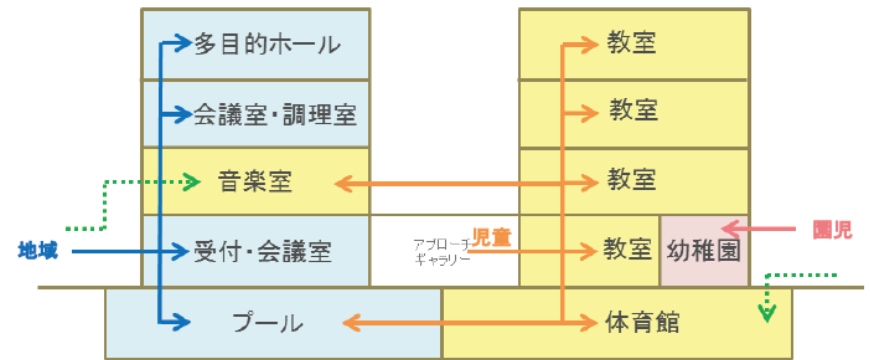 多目的ホール
教室
会議室・調理室
教室
音楽室
教室
地域
受付・会議室
アプローチ
ギャラリー
児童
教室
幼稚園
園児
プール
体育館